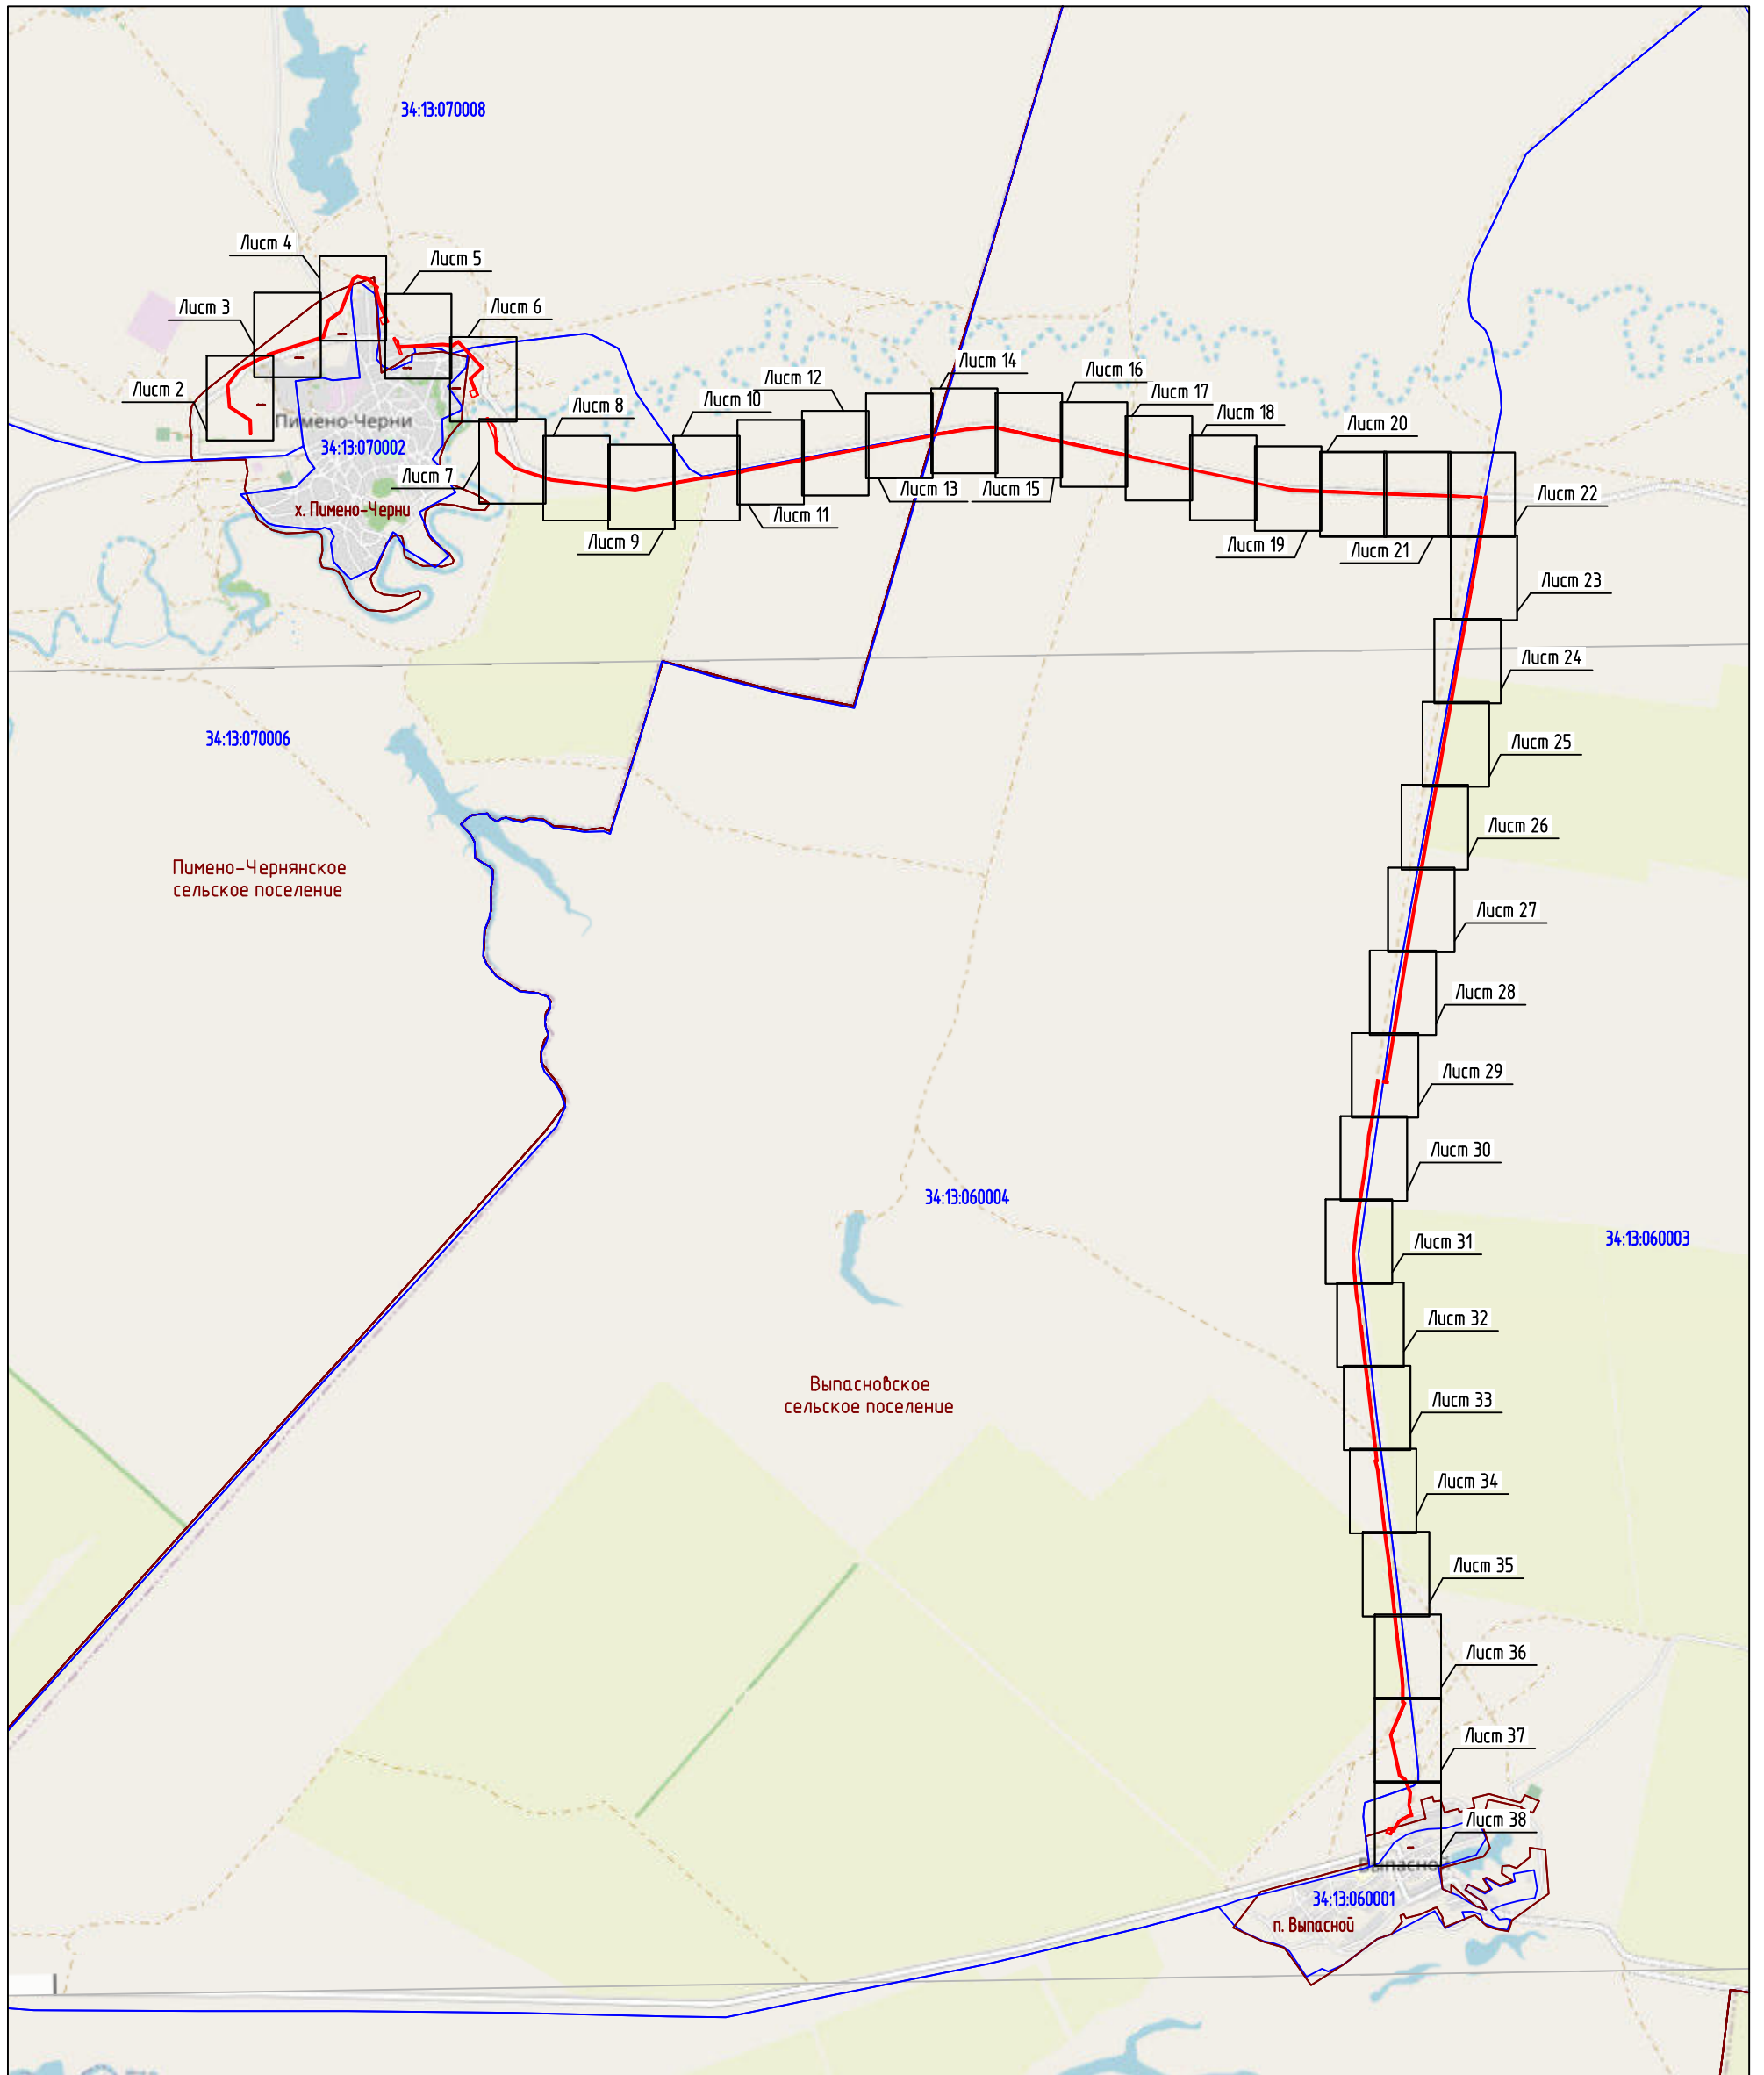 34:13:070008
Лист 4
Лист 5
Лист 3
Лист 6
Лист 2
Пимено-Черни
34:13:070002
Лист 7
х. Пимено-Черни
Лист 8
Лист 9
Лист 10
Лист 11
Лист 12
Лист 13
Лист 14
Лист 15
Лист 16
Лист 17
Лист 18
Лист 19
Лист 20
Лист 21
Лист 22
Лист 23
Лист 24
34:13:070006
Лист 25
Лист 26
Пимено-Чернянское
сельское поселение
Лист 27
Лист 28
Лист 29
Лист 30
34:13:060004
34:13:060003
Лист 31
Лист 32
Выпасновское
сельское поселение
Лист 33
Лист 34
Лист 35
Лист 36
Лист 37
Лист 38
Выпасной
34:13:060001
п. Выпасной